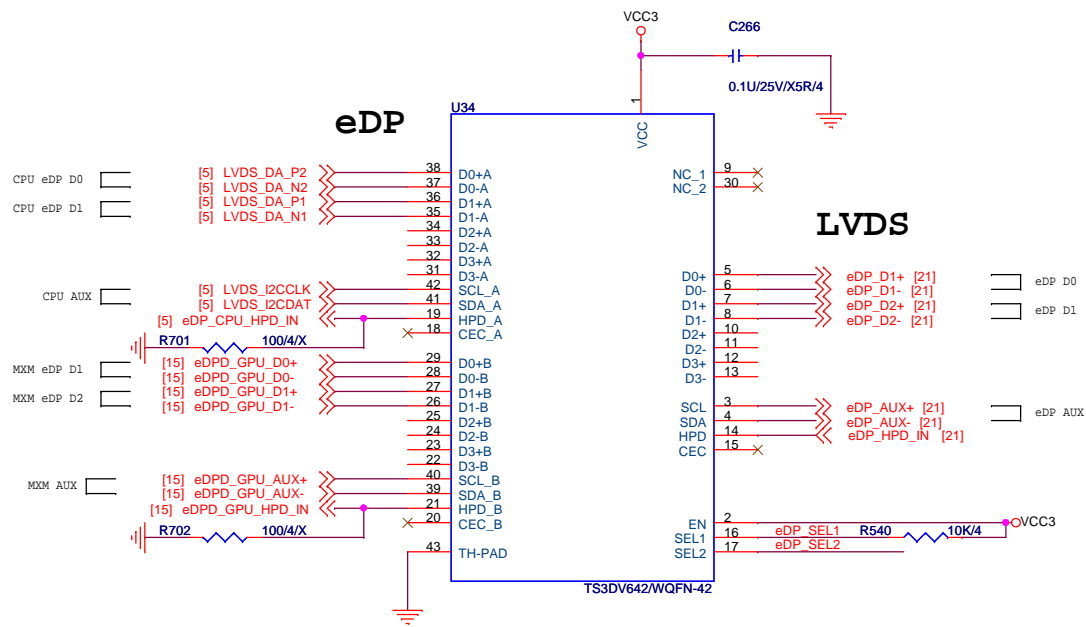 VCC3
C266
0.1U/25V/X5R/4
1
U34
VCC
eDP
LVDS
CPU eDP D0
CPU eDP D1
CPU AUX
MXM eDP D1
MXM eDP D2
MXM AUX
[5] LVDS_DA_P2 38 D0+A
[5] LVDS_DA_N2 37 D0-A
[5] LVDS_DA_P1 36 D1+A
[5] LVDS_DA_N1 35 D1-A
34 D2+A
33 D2-A
32 D3+A
31 D3-A
[5] LVDS_I2CCLK 42 SCL_A
[5] LVDS_I2CDAT 41 SDA_A
[5] eDP_CPU_HPD_IN 19 HPD_A
18 CEC_A
R701 100/4/X
[15] eDPD_GPU_D0+ 29 D0+B
[15] eDPD_GPU_D0- 28 D0-B
[15] eDPD_GPU_D1+ 27 D1+B
[15] eDPD_GPU_D1- 26 D1-B
25 D2+B
24 D2-B
23 D3+B
22 D3-B
[15] eDPD_GPU_AUX+ 40 SCL_B
[15] eDPD_GPU_AUX- 39 SDA_B
[15] eDPD_GPU_HPD_IN 21 HPD_B
20 CEC_B
R702 100/4/X
43 TH-PAD
NC_1 9
NC_2 30
D0+ 5 eDP_D1+ [21]
D0- 6 eDP_D1- [21]
D1+ 7 eDP_D2+ [21]
D1- 8 eDP_D2- [21]
D2+ 10
D2- 11
D3+ 12
D3- 13
eDP D0
eDP D1
SCL 3 eDP_AUX+ [21]
SDA 4 eDP_AUX- [21]
HPD 14 eDP_HPD_IN [21]
CEC 15
eDP AUX
EN 2 VCC3
SEL1 16 eDP_SEL1 R540 10K/4
SEL2 17 eDP_SEL2
TS3DV642/WQFN-42